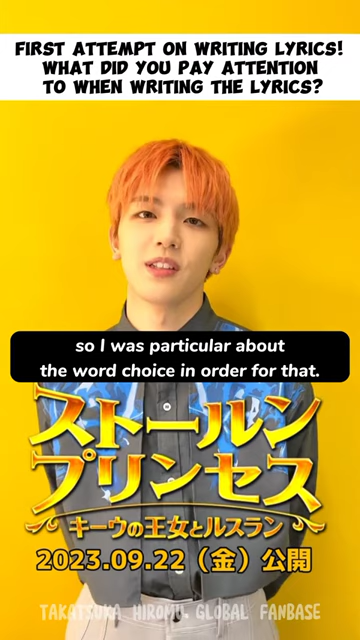 FIRST ATTEMPT ON WRITING LYRICS!
WHAT DID YOU PAY ATTENTION
TO WHEN WRITING THE LYRICS?
so I was particular about
the word choice in order for that.
ストールン
プリンセス
キーウの王女とルスラン
2023.09.22（金）公開
TAKATSUKA HIROMU GLOBAL FANBASE